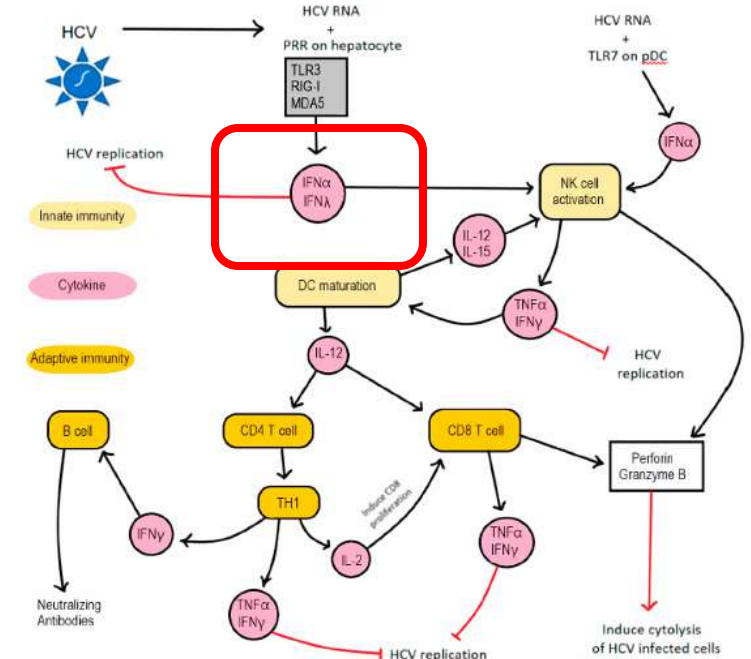 HCV
HCV RNA
+
PRR on hepatocyte
TLR3
RIG-I
MDA5
HCV RNA
+
TLR7 on pDC
IFNα
HCV replication
IFNα
IFNλ
NK cell
activation
Innate immunity
IL-12
IL-15
Cytokine
DC maturation
TNFα
IFNγ
Adaptive immunity
IL-12
HCV
replication
B cell
CD4 T cell
CD8 T cell
Perforin
Granzyme B
Induce CD8
proliferation
TH1
IFNγ
IL-2
TNFα
IFNγ
Neutralizing
Antibodies
TNFα
IFNγ
HCV replication
Induce cytolysis
of HCV infected cells